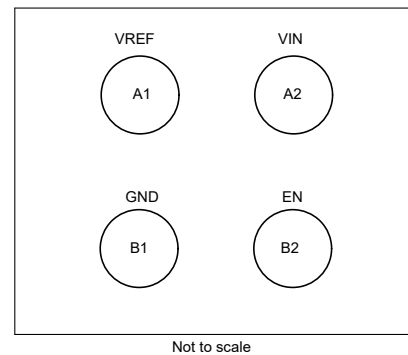 VREF VIN
A1 A2
GND EN
B1 B2
Not to scale